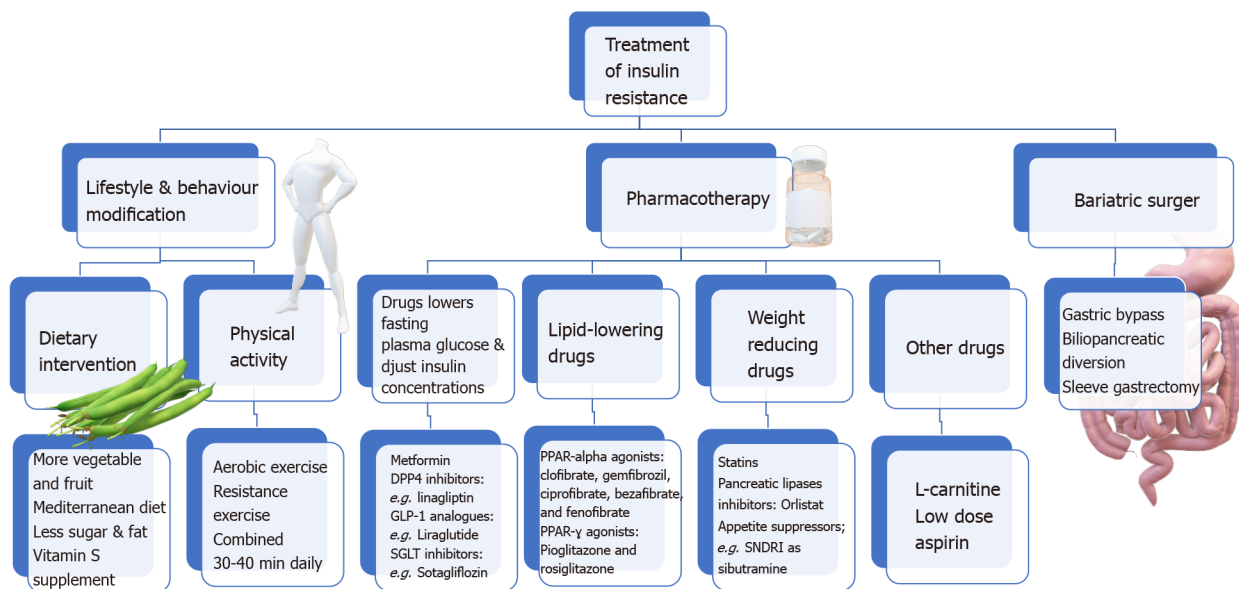 Treatment
of insulin
resistance
Lifestyle & behaviour
modification
Pharmacotherapy
Bariatric surger
Dietary
intervention
Physical
activity
Drugs lowers
fasting
plasma glucose &
djust insulin
concentrations
Lipid-lowering
drugs
Weight
reducing
drugs
Other drugs
Gastric bypass
Biliopancreatic
diversion
Sleeve gastrectomy
More vegetable
and fruit
Mediterranean diet
Less sugar & fat
Vitamin S
supplement
Aerobic exercise
Resistance
exercise
Combined
30-40 min daily
Metformin
DPP4 inhibitors:
e.g. linagliptin
GLP-1 analogues:
e.g. Liraglutide
SGLT inhibitors:
e.g. Sotagliflozin
PPAR-alpha agonists:
clofibrate, gemfibrozil,
ciprofibrate, bezafibrate,
and fenofibrate
PPAR-γ agonists:
Pioglitazone and
rosiglitazone
Statins
Pancreatic lipases
inhibitors: Orlistat
Appetite suppressors;
e.g. SNDRI as
sibutramine
L-carnitine
Low dose
aspirin